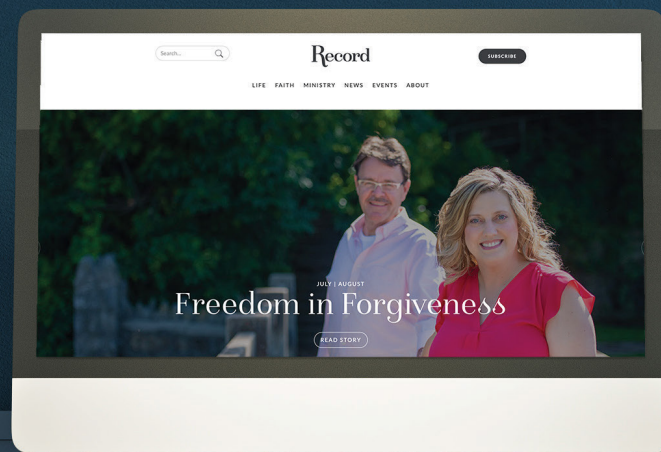 Search...
Record
SUBSCRIBE
LIFE FAITH MINISTRY NEWS EVENTS ABOUT
JULY | AUGUST
Freedom in Forgiveness
READ STORY